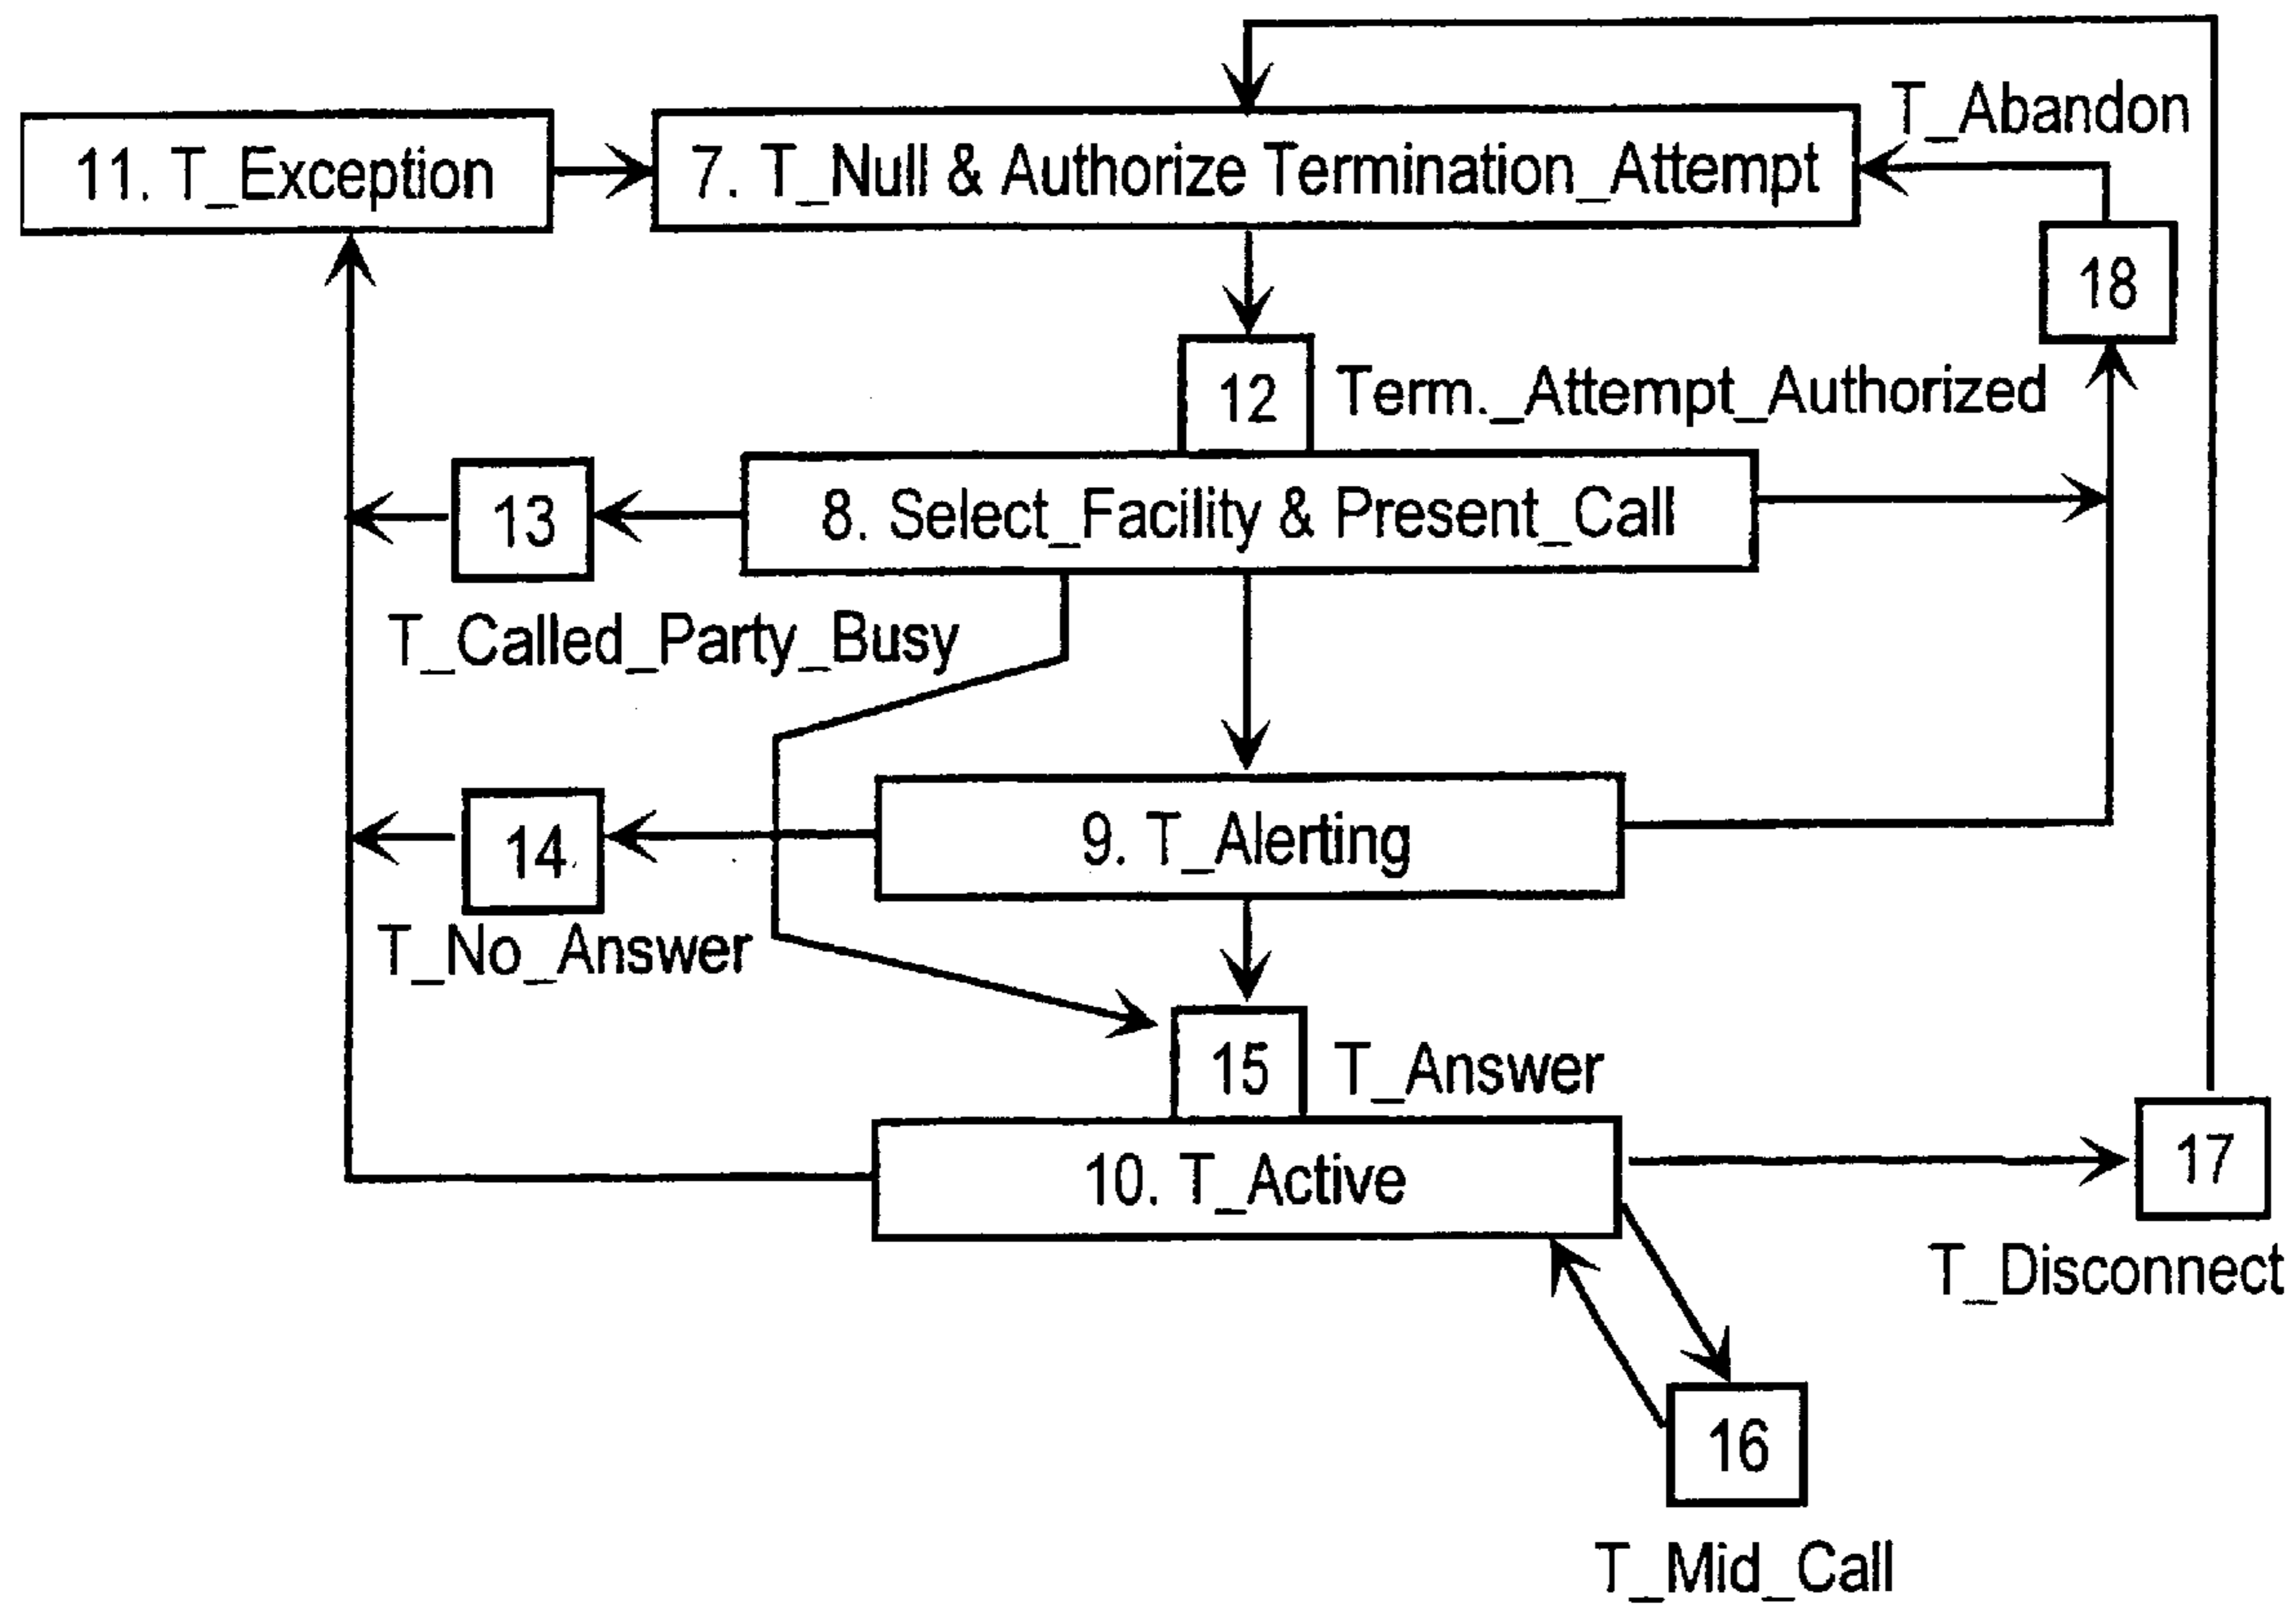 T_Abandon
11. T_Exception
7. T_Null & Authorize Termination_Attempt
18
12
Term._Attempt_Authorized
13
8. Select_Facility & Present_Call
T_Called_Party_Busy
14
9. T_Alerting
T_No_Answer
15
T_Answer
10. T_Active
17
T_Disconnect
16
T_Mid_Call